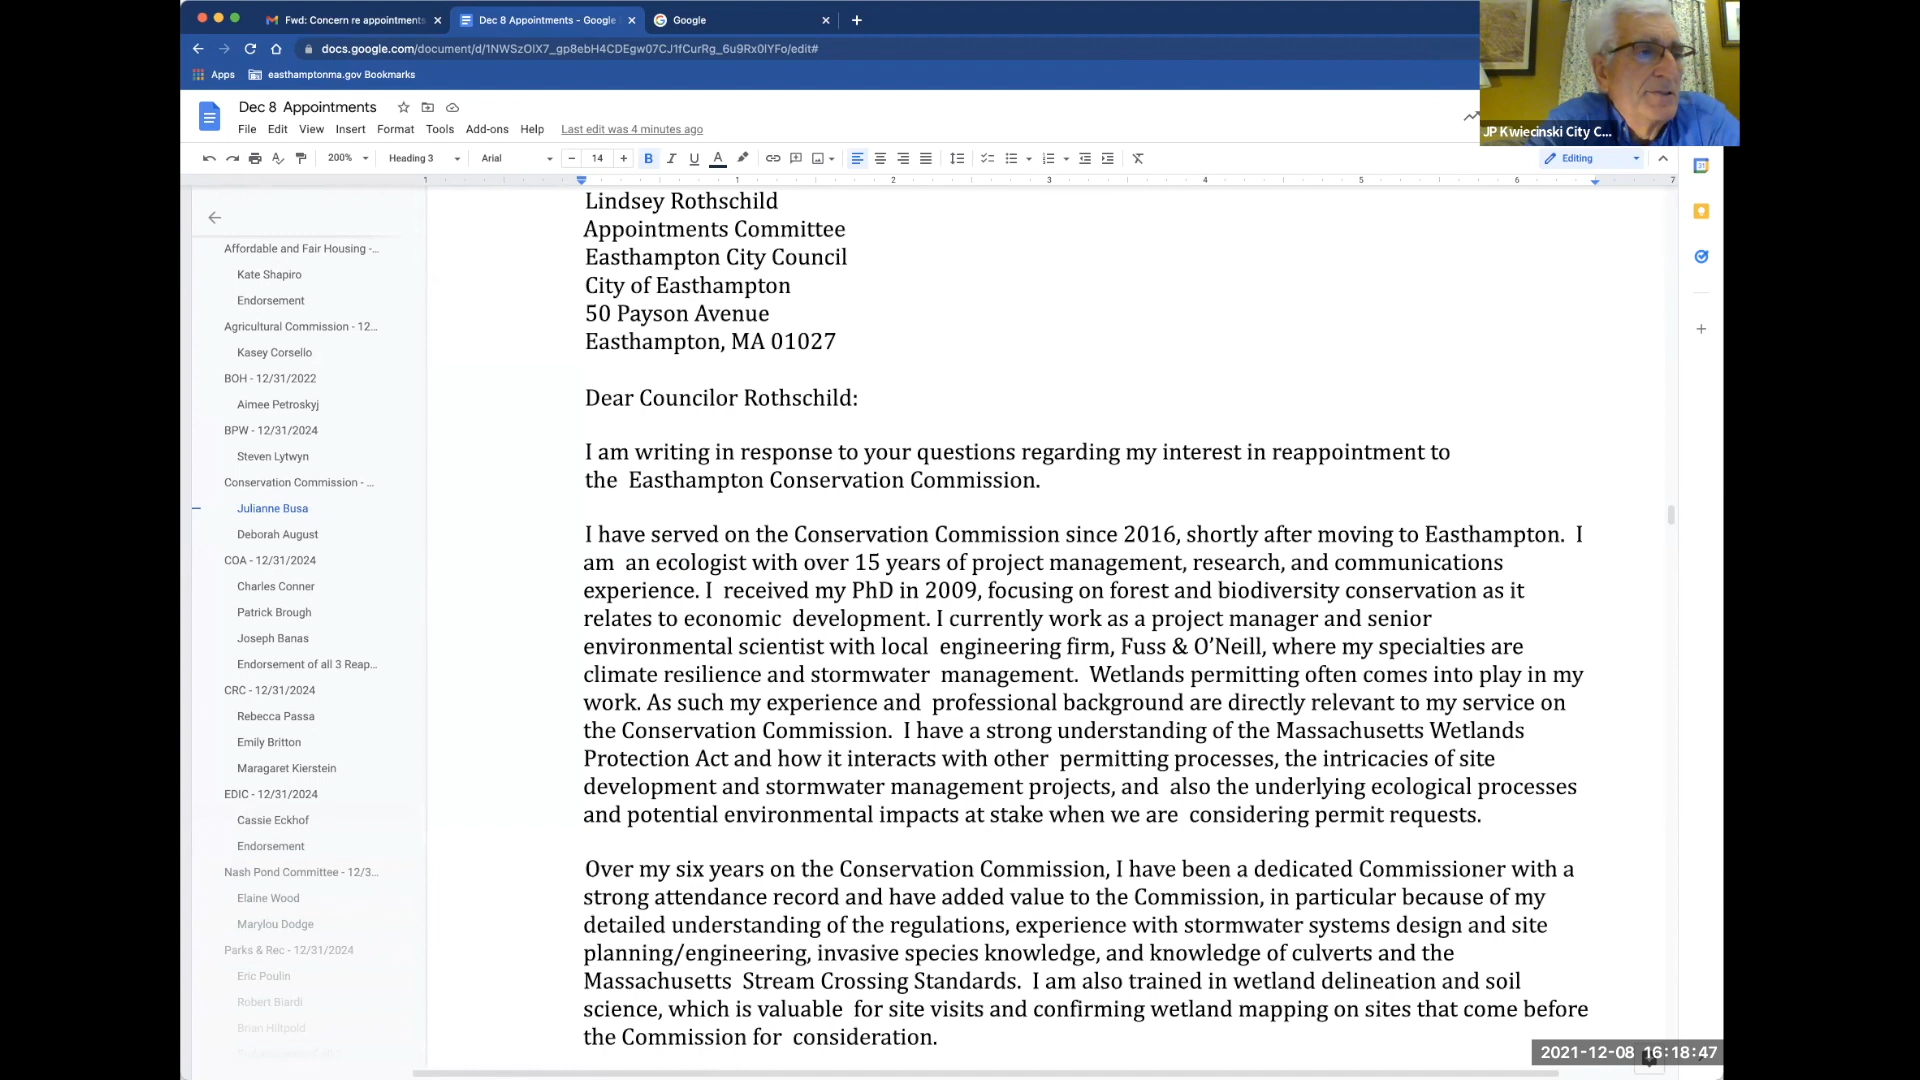 Fwd: Concern re appointments
Dec 8 Appointments - Google
Google
docs.google.com/document/d/1NWSzOIX7_gp8ebH4CDEgw07CJ1fCurRg_6u9Rx0IYFo/edit#
Apps
easthamptonma.gov Bookmarks
Dec 8 Appointments
File Edit View Insert Format Tools Add-ons Help Last edit was 4 minutes ago
JP Kwiecinski City C...
200% Heading 3 Arial 14 B I U A Editing
1 1 2 3 4 5 6 7
Affordable and Fair Housing -...
Kate Shapiro
Endorsement
Agricultural Commission - 12...
Kasey Corsello
BOH - 12/31/2022
Aimee Petroskyj
BPW - 12/31/2024
Steven Lytwyn
Conservation Commission - ...
Julianne Busa
Deborah August
COA - 12/31/2024
Charles Conner
Patrick Brough
Joseph Banas
Endorsement of all 3 Reap...
CRC - 12/31/2024
Rebecca Passa
Emily Britton
Maragaret Kierstein
EDIC - 12/31/2024
Cassie Eckhof
Endorsement
Nash Pond Committee - 12/3...
Elaine Wood
Marylou Dodge
Parks & Rec - 12/31/2024
Eric Poulin
Robert Biardi
Brian Hiltpold
Lindsey Rothschild
Appointments Committee
Easthampton City Council
City of Easthampton
50 Payson Avenue
Easthampton, MA 01027
Dear Councilor Rothschild:
I am writing in response to your questions regarding my interest in reappointment to
the Easthampton Conservation Commission.
I have served on the Conservation Commission since 2016, shortly after moving to Easthampton. I
am an ecologist with over 15 years of project management, research, and communications
experience. I received my PhD in 2009, focusing on forest and biodiversity conservation as it
relates to economic development. I currently work as a project manager and senior
environmental scientist with local engineering firm, Fuss & O’Neill, where my specialties are
climate resilience and stormwater management. Wetlands permitting often comes into play in my
work. As such my experience and professional background are directly relevant to my service on
the Conservation Commission. I have a strong understanding of the Massachusetts Wetlands
Protection Act and how it interacts with other permitting processes, the intricacies of site
development and stormwater management projects, and also the underlying ecological processes
and potential environmental impacts at stake when we are considering permit requests.
Over my six years on the Conservation Commission, I have been a dedicated Commissioner with a
strong attendance record and have added value to the Commission, in particular because of my
detailed understanding of the regulations, experience with stormwater systems design and site
planning/engineering, invasive species knowledge, and knowledge of culverts and the
Massachusetts Stream Crossing Standards. I am also trained in wetland delineation and soil
science, which is valuable for site visits and confirming wetland mapping on sites that come before
the Commission for consideration.
2021-12-08 16:18:47